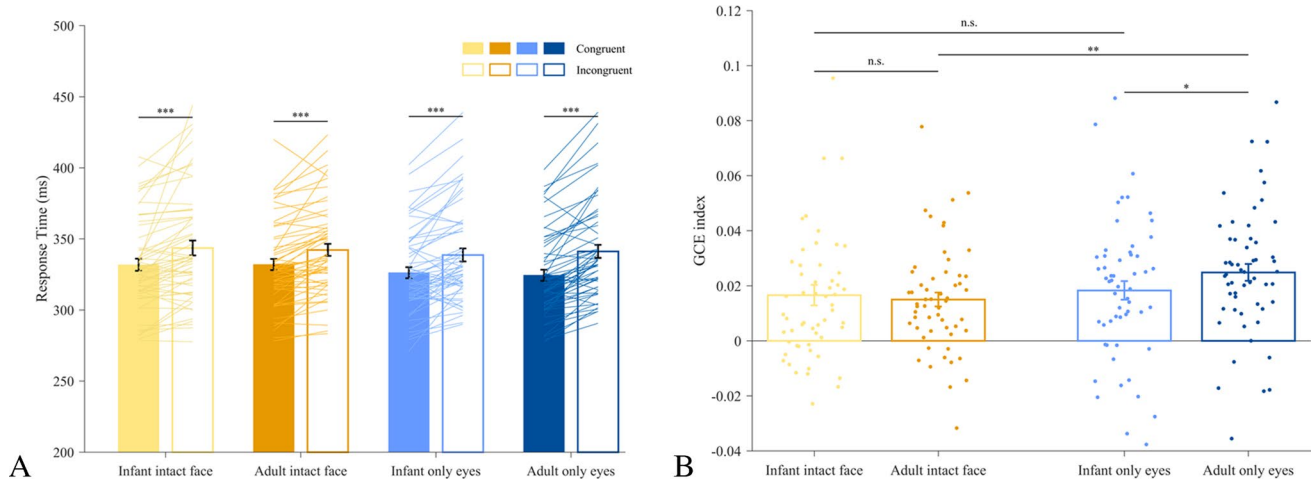 500
450
400
350
300
250
200
Response Time (ms)
Congruent
Incongruent
***
***
***
***
Infant intact face
Adult intact face
Infant only eyes
Adult only eyes
A
0.12
0.1
0.08
0.06
0.04
0.02
0
-0.02
-0.04
GCE index
n.s.
**
n.s.
*
Infant intact face
Adult intact face
Infant only eyes
Adult only eyes
B